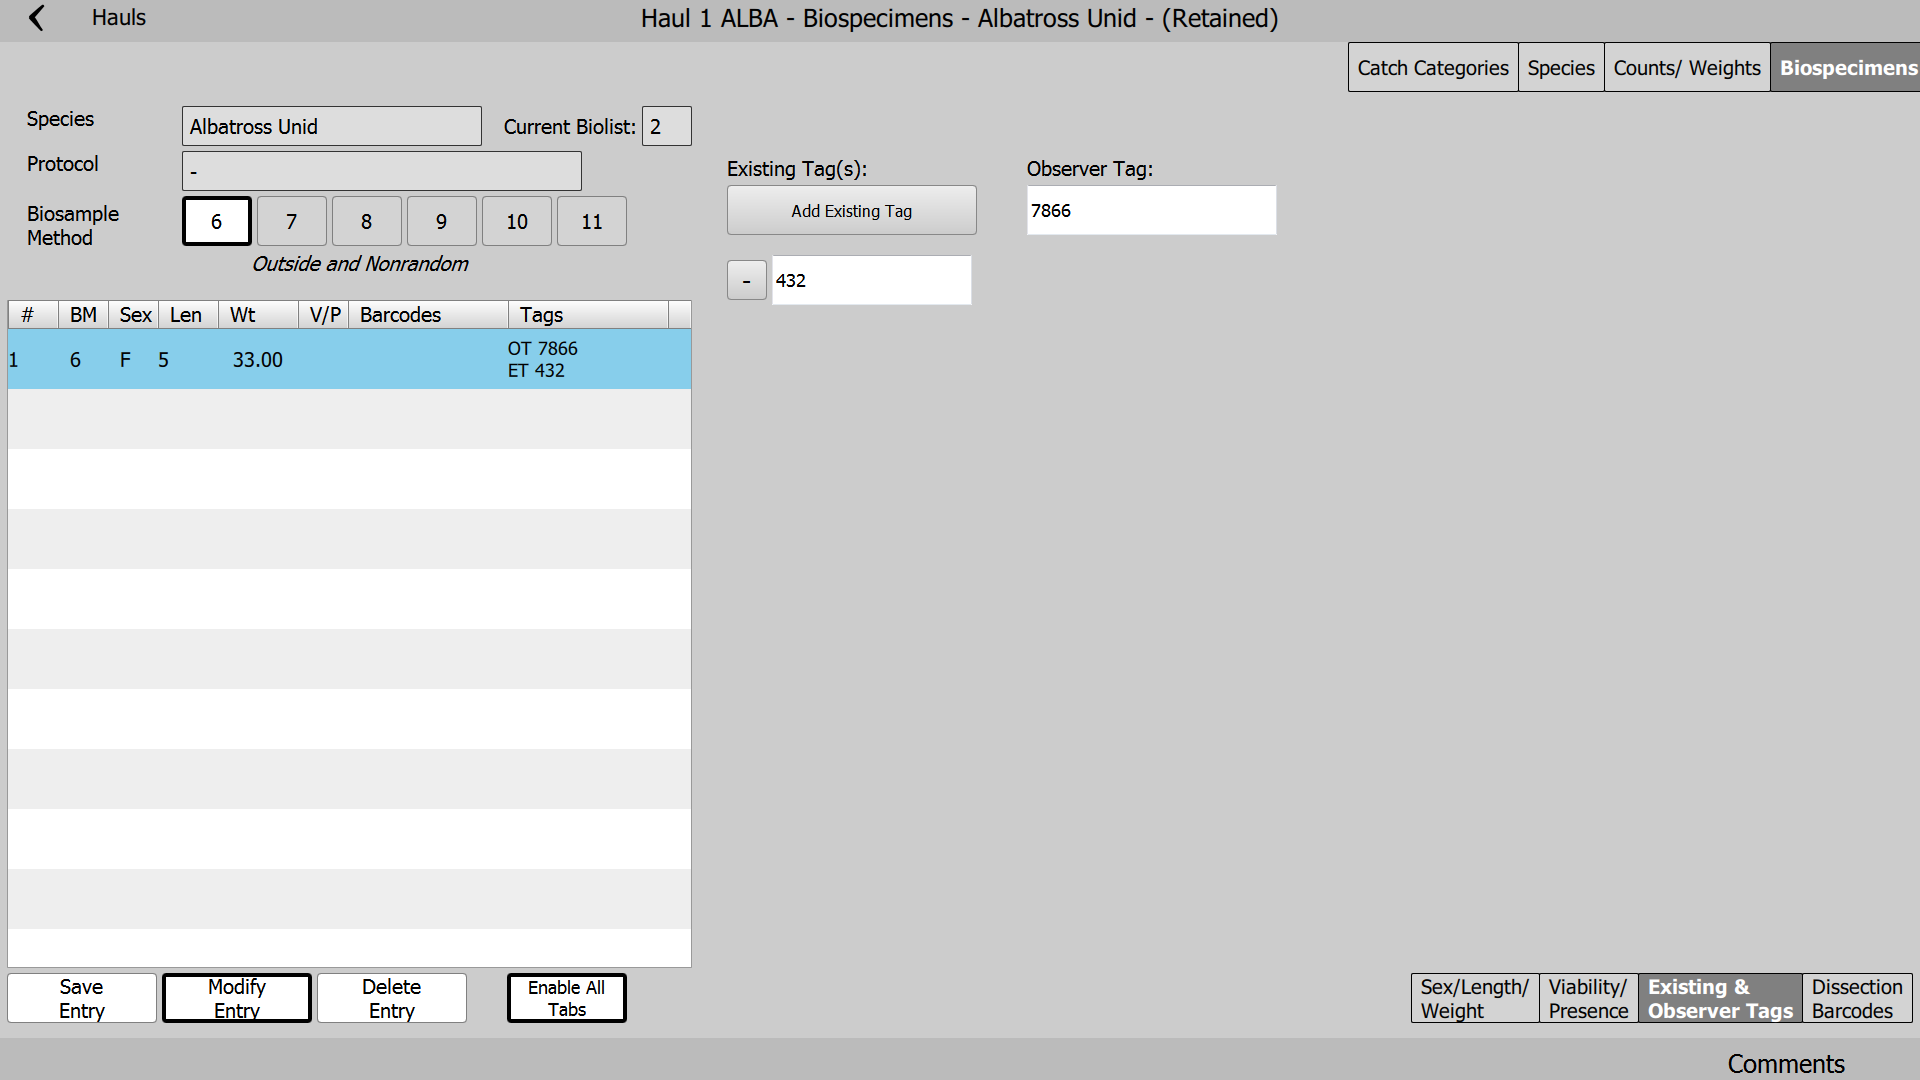 Hauls
Haul 1 ALBA - Biospecimens - Albatross Unid - (Retained)
Catch Categories
Species
Counts/ Weights
Biospecimens
Species
Albatross Unid
Current Biolist:
2
Protocol
-
Biosample
Method
6
7
8
9
10
11
Outside and Nonrandom
Existing Tag(s):
Add Existing Tag
-
432
Observer Tag:
7866
# BM Sex Len Wt V/P Barcodes Tags
1 6 F 5 33.00
OT 7866
ET 432
Save
Entry
Modify
Entry
Delete
Entry
Enable All
Tabs
Sex/Length/
Weight
Viability/
Presence
Existing &
Observer Tags
Dissection
Barcodes
Comments